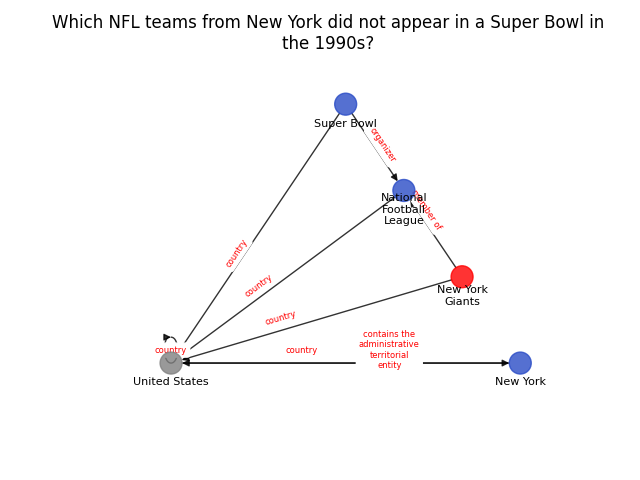 Which NFL teams from New York did not appear in a Super Bowl in
the 1990s?
Super Bowl
organizer
National
Football
League
member of
country
country
New York
Giants
country
contains the
administrative
territorial
entity
country
country
United States
New York